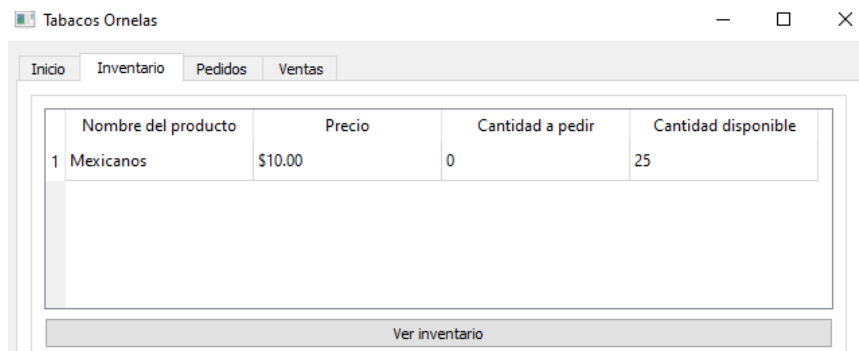 Tabacos Ornelas
Inicio Inventario Pedidos Ventas
Nombre del producto Precio Cantidad a pedir Cantidad disponible
1 Mexicanos $10.00 0 25
Ver inventario